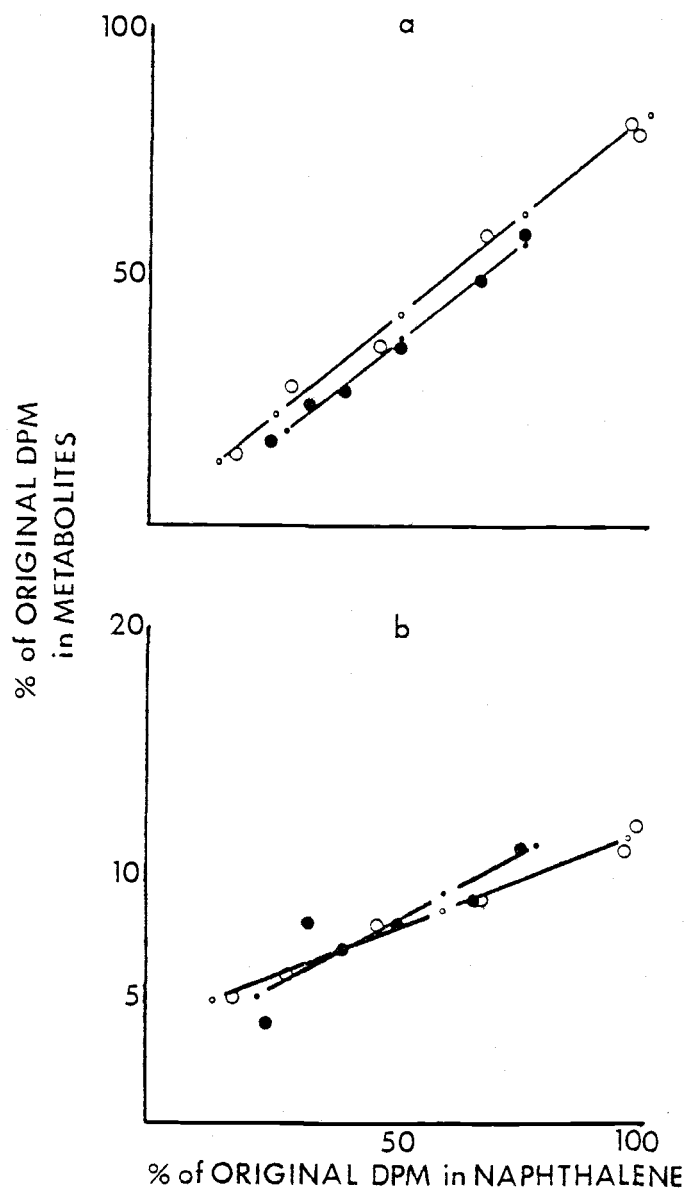 100
a
50
% of ORIGINAL DPM
in METABOLITES
20
b
10
5
50
100
% of ORIGINAL DPM in NAPHTHALENE